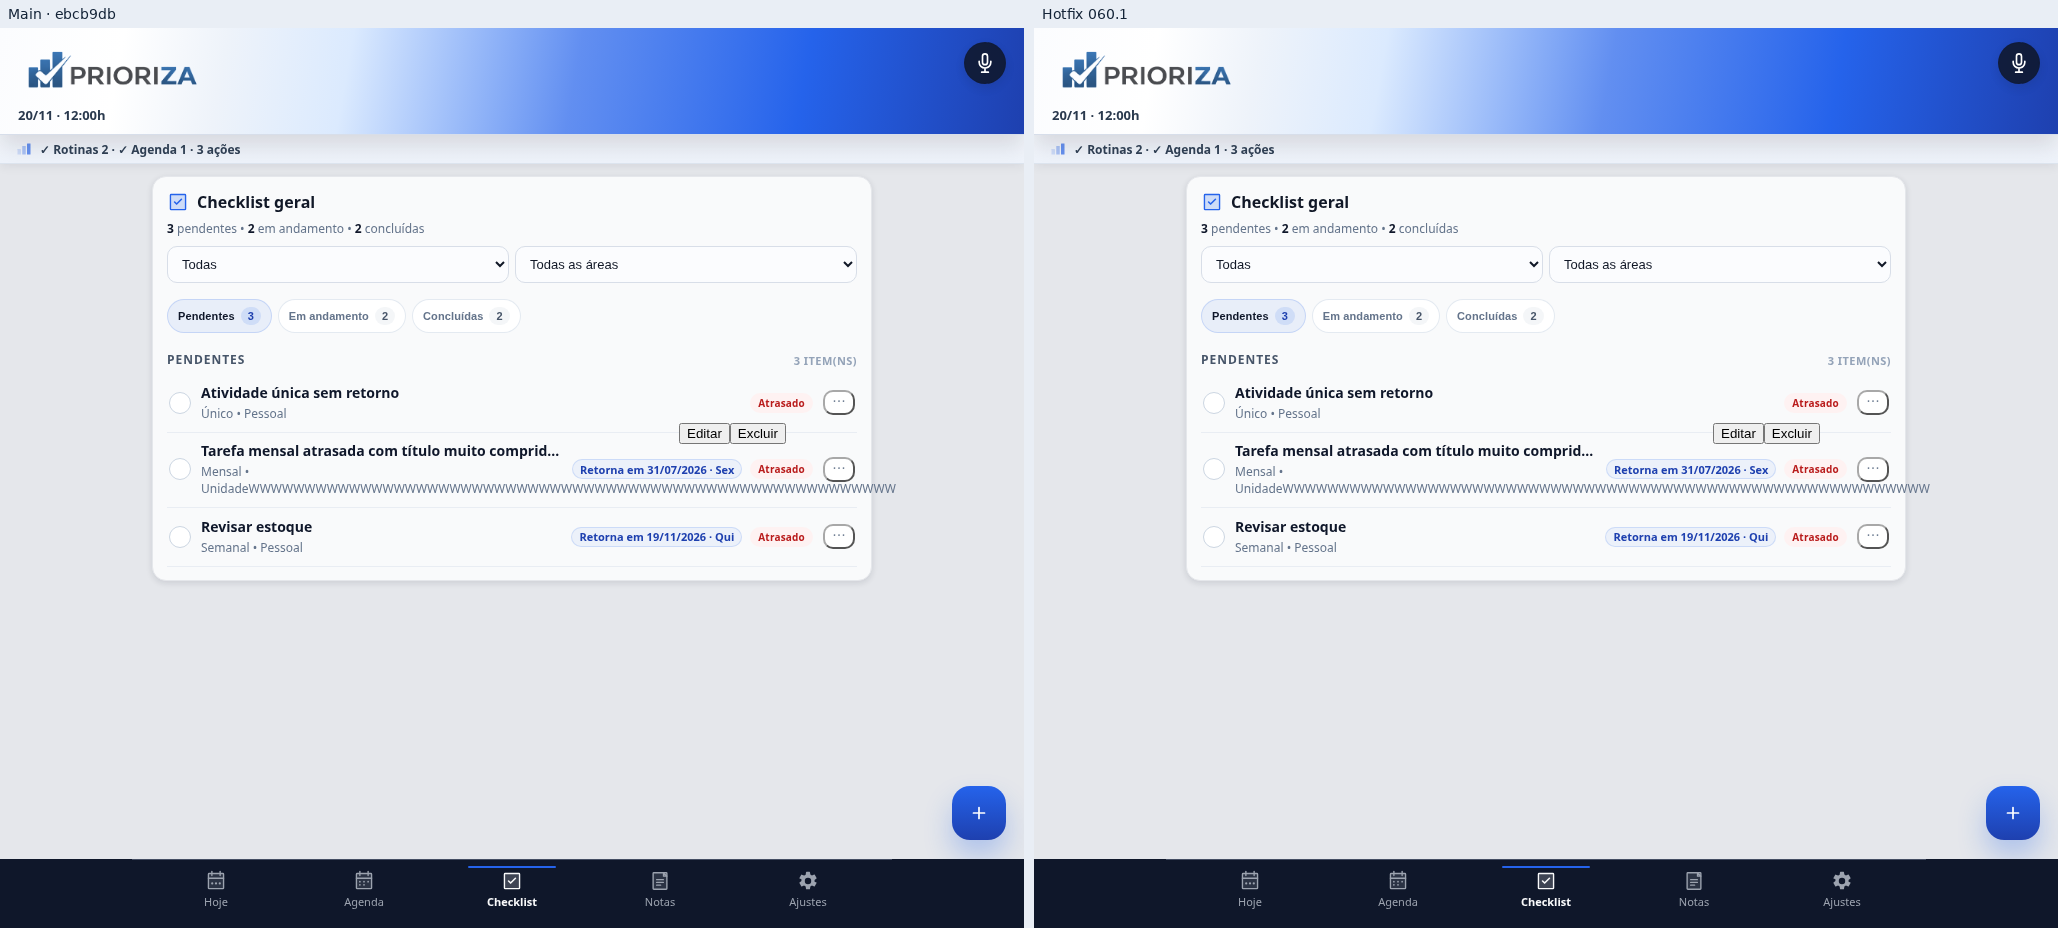 Main · ebcb9db
PRIORIZA
20/11 · 12:00h
✓ Rotinas 2 · ✓ Agenda 1 · 3 ações
Checklist geral
3 pendentes • 2 em andamento • 2 concluídas
Todas
Todas as áreas
Pendentes 3
Em andamento 2
Concluídas 2
PENDENTES
3 ITEM(NS)
Atividade única sem retorno
Único • Pessoal
Atrasado
...
Editar
Excluir
Tarefa mensal atrasada com título muito comprid...
Mensal •
Retorna em 31/07/2026 · Sex
Atrasado
...
Revisar estoque
Semanal • Pessoal
Retorna em 19/11/2026 · Qui
Atrasado
...
+
Hoje
Agenda
Checklist
Notas
Ajustes
Hotfix 060.1
PRIORIZA
20/11 · 12:00h
✓ Rotinas 2 · ✓ Agenda 1 · 3 ações
Checklist geral
3 pendentes • 2 em andamento • 2 concluídas
Todas
Todas as áreas
Pendentes 3
Em andamento 2
Concluídas 2
PENDENTES
3 ITEM(NS)
Atividade única sem retorno
Único • Pessoal
Atrasado
...
Editar
Excluir
Tarefa mensal atrasada com título muito comprid...
Mensal •
Retorna em 31/07/2026 · Sex
Atrasado
...
Revisar estoque
Semanal • Pessoal
Retorna em 19/11/2026 · Qui
Atrasado
...
+
Hoje
Agenda
Checklist
Notas
Ajustes